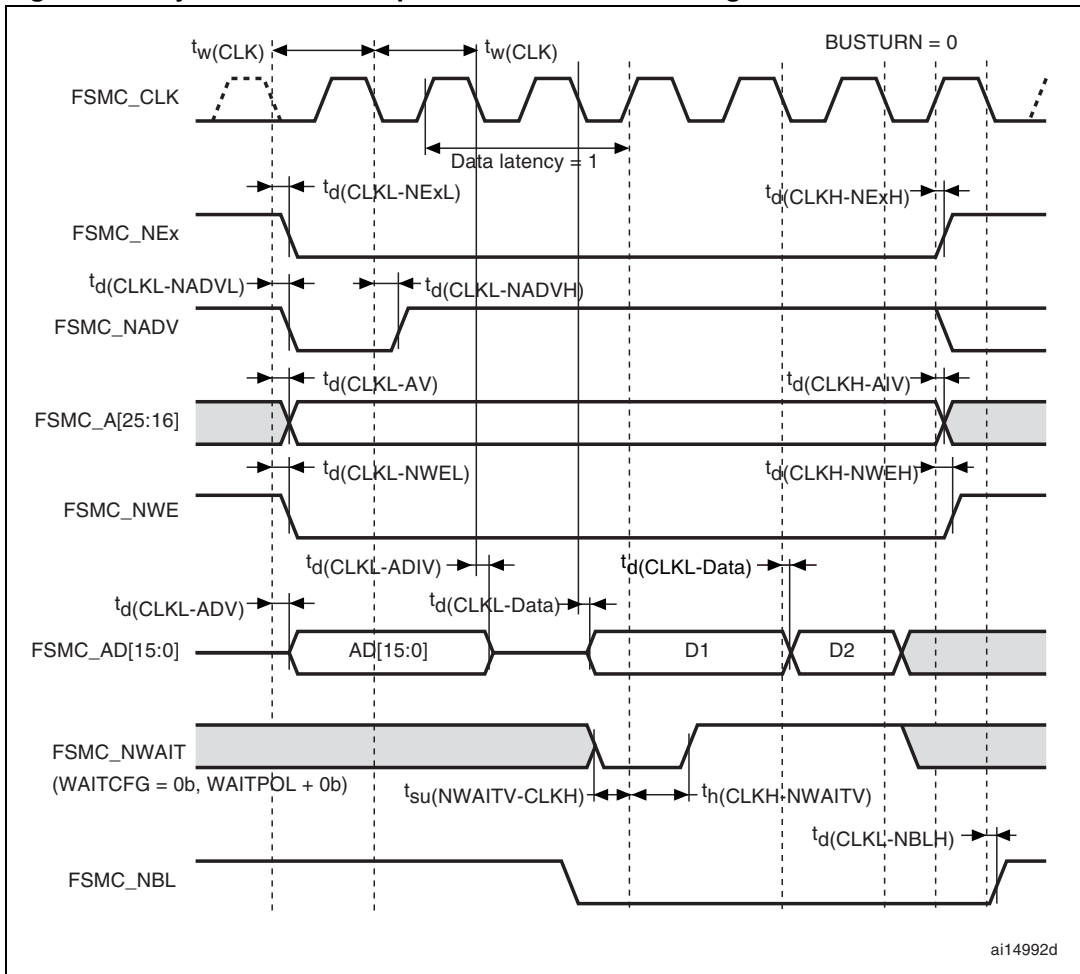 BUSTURN = 0
tw(CLK)
tw(CLK)
FSMC_CLK
Data latency = 1
td(CLKL-NExL)
td(CLKH-NExH)
FSMC_NEx
td(CLKL-NADVL)
td(CLKL-NADVH)
FSMC_NADV
td(CLKL-AV)
td(CLKH-AIV)
FSMC_A[25:16]
td(CLKL-NWEL)
td(CLKH-NWEH)
FSMC_NWE
td(CLKL-ADIV)
td(CLKL-Data)
td(CLKL-ADV)
td(CLKL-Data)
FSMC_AD[15:0]
AD[15:0]
D1
D2
FSMC_NWAIT
(WAITCFG = 0b, WAITPOL + 0b)
tsu(NWAITV-CLKH)
th(CLKH-NWAITV)
td(CLKL-NBLH)
FSMC_NBL
ai14992d